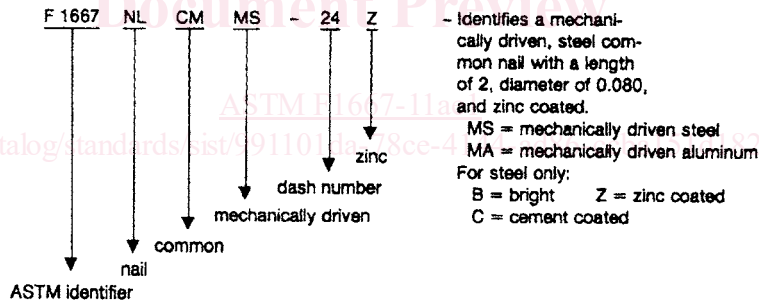 Document Preview
F 1667 NL CM MS - 24 Z
ASTM F1667-11a
zinc
dash number
mechanically driven
common
nail
ASTM identifier
– Identifies a mechani-
cally driven, steel com-
mon nail with a length
of 2, diameter of 0.080,
and zinc coated.
MS = mechanically driven steel
MA = mechanically driven aluminum
For steel only:
B = bright Z = zinc coated
C = cement coated